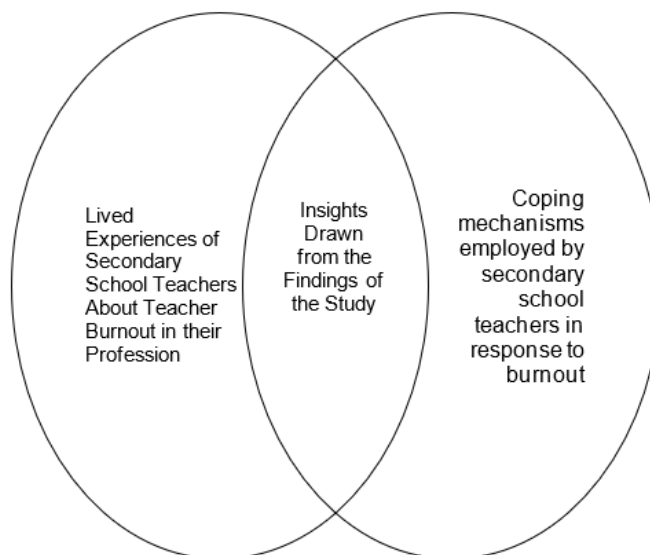 Lived
Experiences of
Secondary
School Teachers
About Teacher
Burnout in their
Profession
Insights
Drawn
from the
Findings of
the Study
Coping
mechanisms
employed by
secondary
school
teachers in
response to
burnout